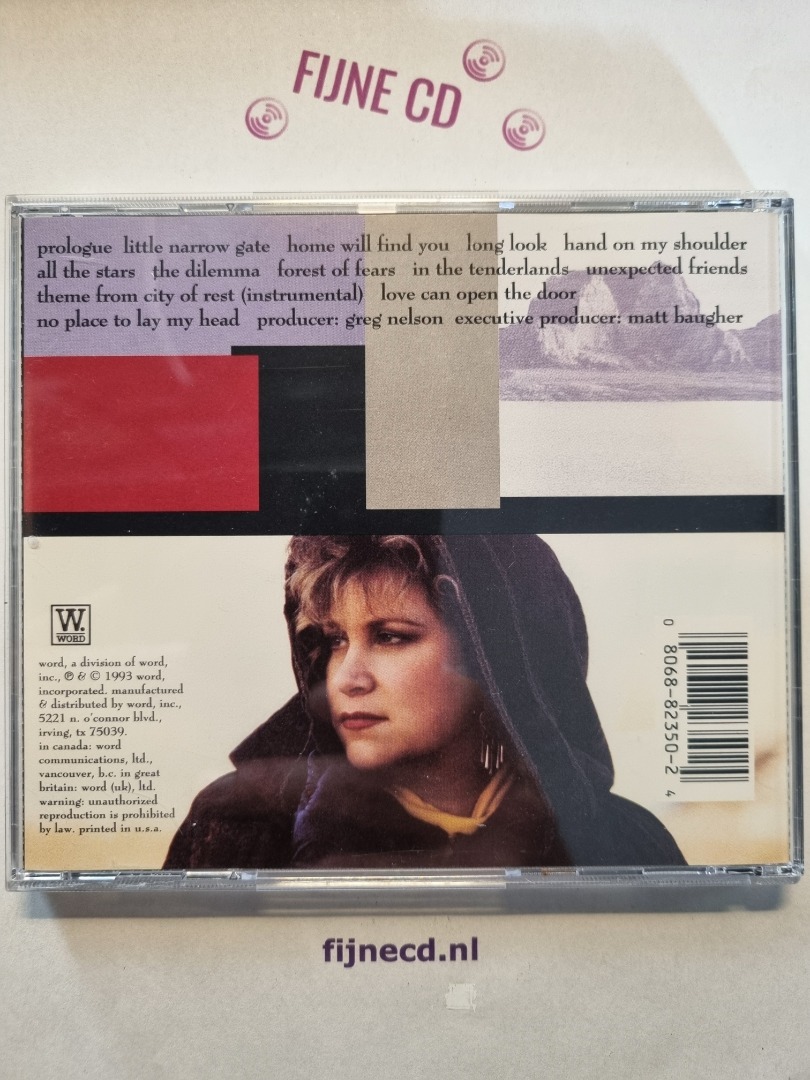 FIJNE CD
prologue little narrow gate home will find you long look hand on my shoulder
all the stars the dilemma forest of fears in the tenderlands unexpected friends
theme from city of rest (instrumental) love can open the door
no place to lay my head producer: greg nelson executive producer: matt baugher
W.
WORD
word, a division of word,
inc., ℗ & © 1993 word,
incorporated. manufactured
& distributed by word, inc.,
5221 n. o'connor blvd.,
irving, tx 75039.
in canada: word
communications, ltd.,
vancouver, b.c. in great
britain: word (uk), ltd.
warning: unauthorized
reproduction is prohibited
by law. printed in u.s.a.
0 8068-82350-2 4
fijnecd.nl